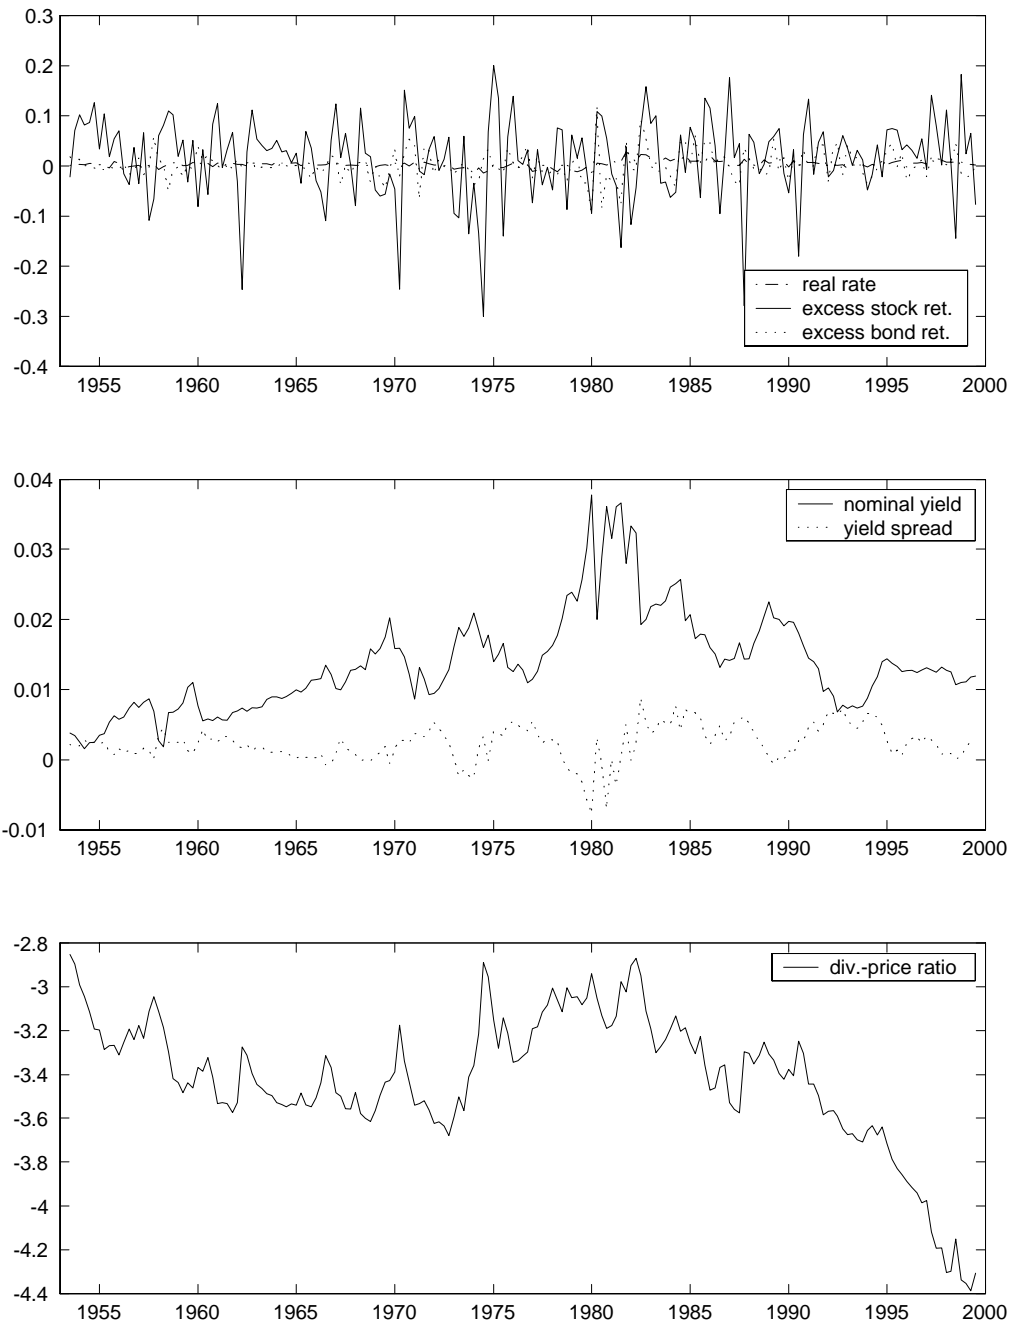 0.3
0.2
0.1
0
-0.1
-0.2
-0.3
-0.4
real rate
excess stock ret.
excess bond ret.
1955 1960 1965 1970 1975 1980 1985 1990 1995 2000
0.04
0.03
0.02
0.01
0
-0.01
nominal yield
yield spread
1955 1960 1965 1970 1975 1980 1985 1990 1995 2000
-2.8
-3
-3.2
-3.4
-3.6
-3.8
-4
-4.2
-4.4
div.-price ratio
1955 1960 1965 1970 1975 1980 1985 1990 1995 2000